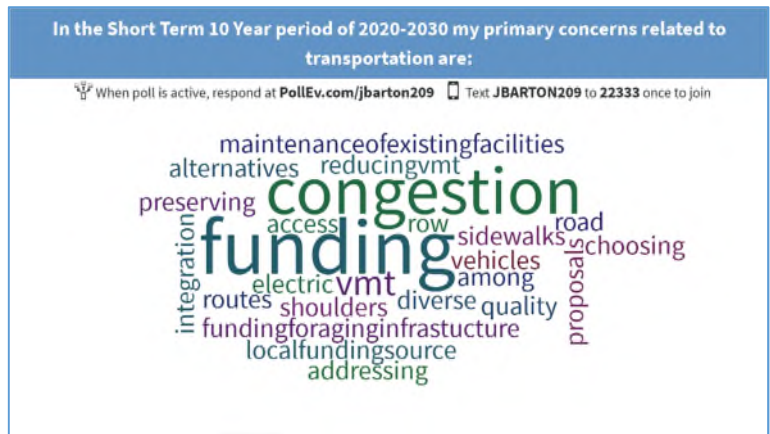 In the Short Term 10 Year period of 2020-2030 my primary concerns related to
transportation are:
When poll is active, respond at PollEv.com/jbarton209 Text JBARTON209 to 22333 once to join
maintenanceofexistingfacilities
alternatives reducingvmt
congestion
preserving
access row road
funding sidewalks choosing
integration vehicles proposals
electric vmt among
routes shoulders diverse quality
fundingforaginginfrastucture
localfundingsource
addressing